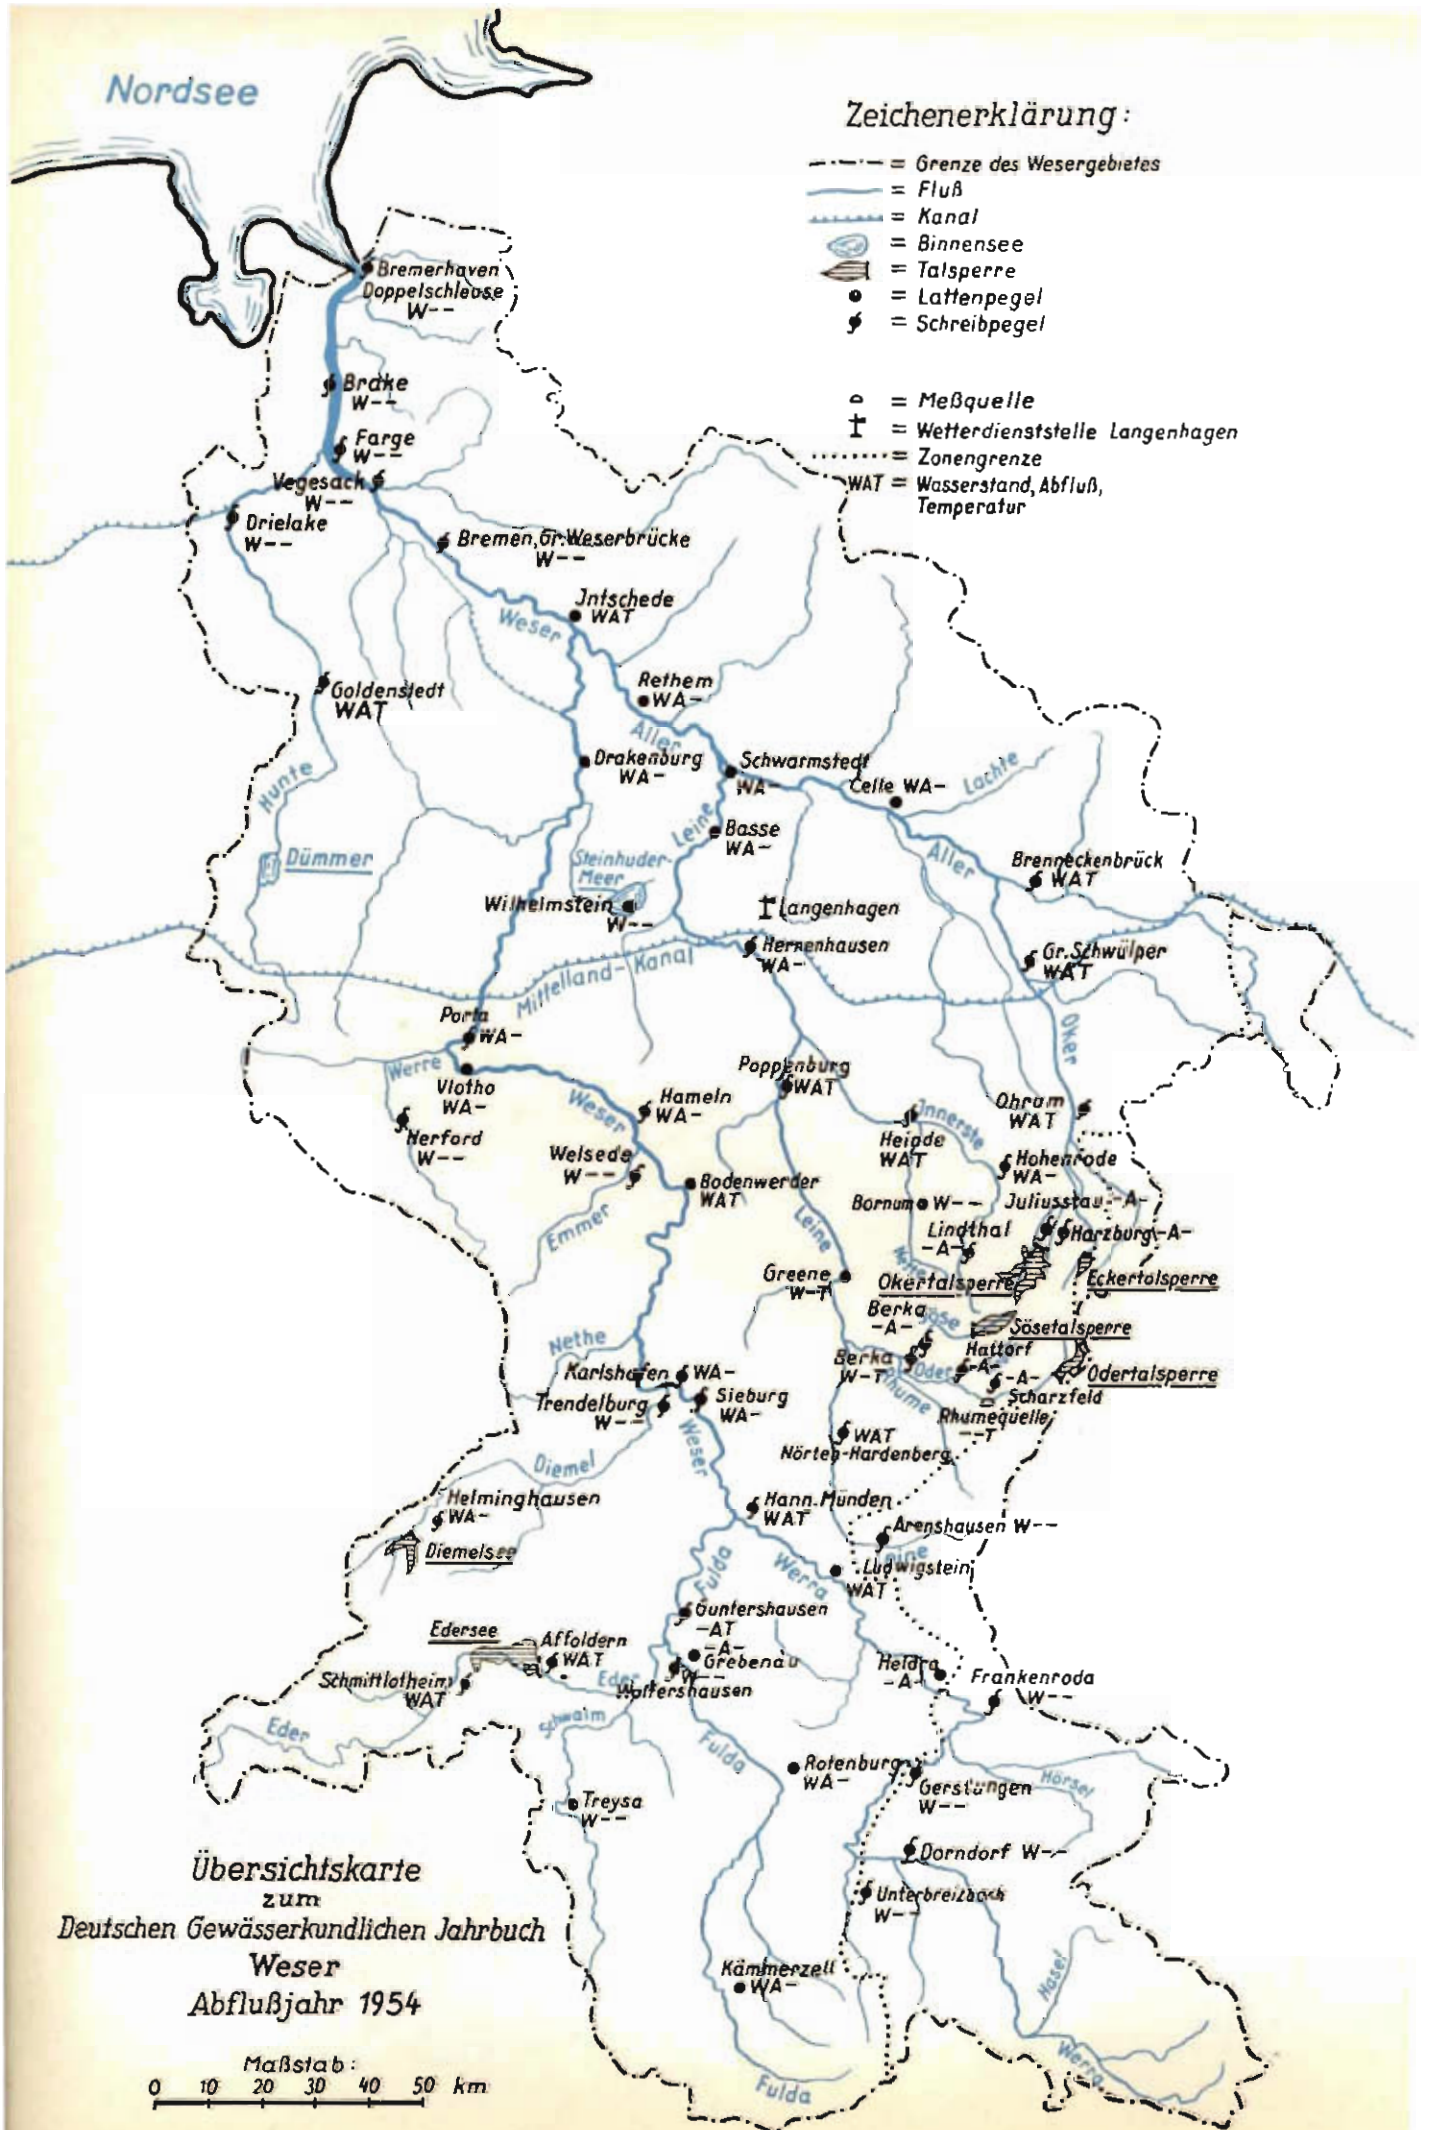 Nordsee
Zeichenerklärung:
= Grenze des Wesergebietes
= Fluß
= Kanal
= Binnensee
= Talsperre
= Lattenpegel
= Schreibpegel
= Meßquelle
= Wetterdienststelle Langenhagen
= Zonengrenze
WAT = Wasserstand, Abfluß,
Temperatur
Bremerhaven
Doppelschleuse
W--
Brake
W--
Farge
W--
Vegesack
W--
Drielake
W--
Bremen, Gr. Weserbrücke
W--
Jntschede
WAT
Weser
Goldenstedt
WAT
Rethem
WA-
Aller
Drakenburg
WA-
Schwarmstedt
WA-
Celle WA-
Lachte
Hunte
Leine
Basse
WA-
Aller
Brenneckenbrück
WAT
Dümmer
Steinhuder-
Meer
Wilhelmstein
W--
Langenhagen
Herrenhausen
WA-
Gr. Schwülper
WAT
Mittelland-Kanal
Oker
Porta
WA-
Werre
Vlotho
WA-
Poppenburg
WAT
Weser
Hameln
WA-
Herford
W--
Ohrum
WAT
Jnnerste
Heinde
WAT
Welsede
W--
Hohenrode
WA-
Bodenwerder
WAT
Bornum W--
Juliusstau -A-
Emmer
Leine
Lindthal
-A-
Harzburg -A-
Nette
Greene
W-T
Okertalsperre
Eckertalsperre
Berka
-A-
Söse
Sösetalsperre
Nethe
Berka
W-T
Hattorf
-A-
Oder
Karlshafen WA-
-A-
Scharzfeld
Odertalsperre
Trendelburg
W--
Sieburg
WA-
Rhume
Rhumequelle
--T
Weser
WAT
Nörten-Hardenberg
Diemel
Helminghausen
WA-
Hann. Münden
WAT
Arenshausen W--
Diemelsee
Leine
Fulda
Werra
Ludwigstein
WAT
Guntershausen
-AT
Edersee
Affoldern
WAT
-A-
Grebenau
Schmittlotheim
WAT
Eder
W--
Wolfershausen
Heldra
-A-
Frankenroda
W--
Eder
Schwalm
Fulda
Rotenburg
WA-
Gerstungen
W--
Hörsel
Treysa
W--
Dorndorf W--
Unterbreizbach
W--
Kämmerzell
WA-
Hasel
Werra
Fulda
Übersichtskarte
zum
Deutschen Gewässerkundlichen Jahrbuch
Weser
Abflußjahr 1954
Maßstab:
0 10 20 30 40 50 km